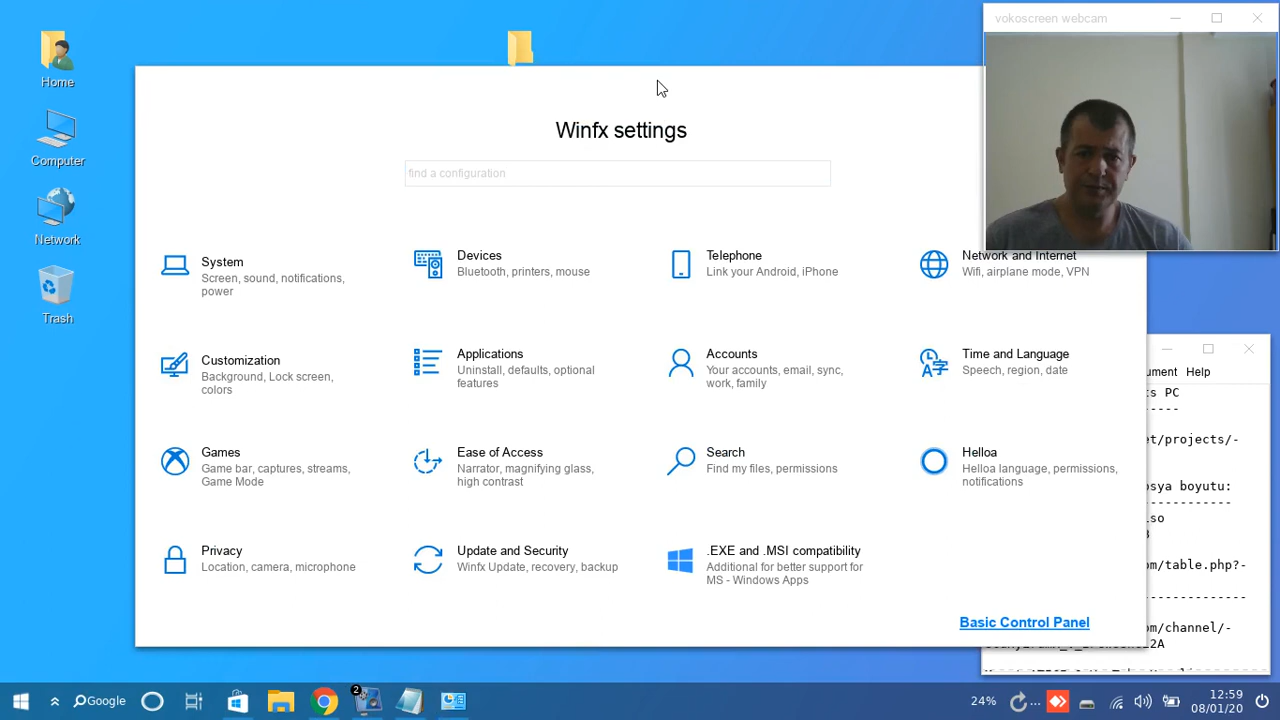 vokoscreen webcam
Home
Computer
Network
Trash
Winfx settings
find a configuration
System
Screen, sound, notifications,
power
Devices
Bluetooth, printers, mouse
Telephone
Link your Android, iPhone
Network and Internet
Wifi, airplane mode, VPN
Customization
Background, Lock screen,
colors
Applications
Uninstall, defaults, optional
features
Accounts
Your accounts, email, sync,
work, family
Time and Language
Speech, region, date
Games
Game bar, captures, streams,
Game Mode
Ease of Access
Narrator, magnifying glass,
high contrast
Search
Find my files, permissions
Helloa
Helloa language, permissions,
notifications
Privacy
Location, camera, microphone
Update and Security
Winfx Update, recovery, backup
.EXE and .MSI compatibility
Additional for better support for
MS - Windows Apps
Basic Control Panel
ument Help
ts PC
-----
et/projects/-
osya boyutu:
------------
iso
om/table.php?-
--------------
om/channel/-
Google
2
24%
...
12:59
08/01/20